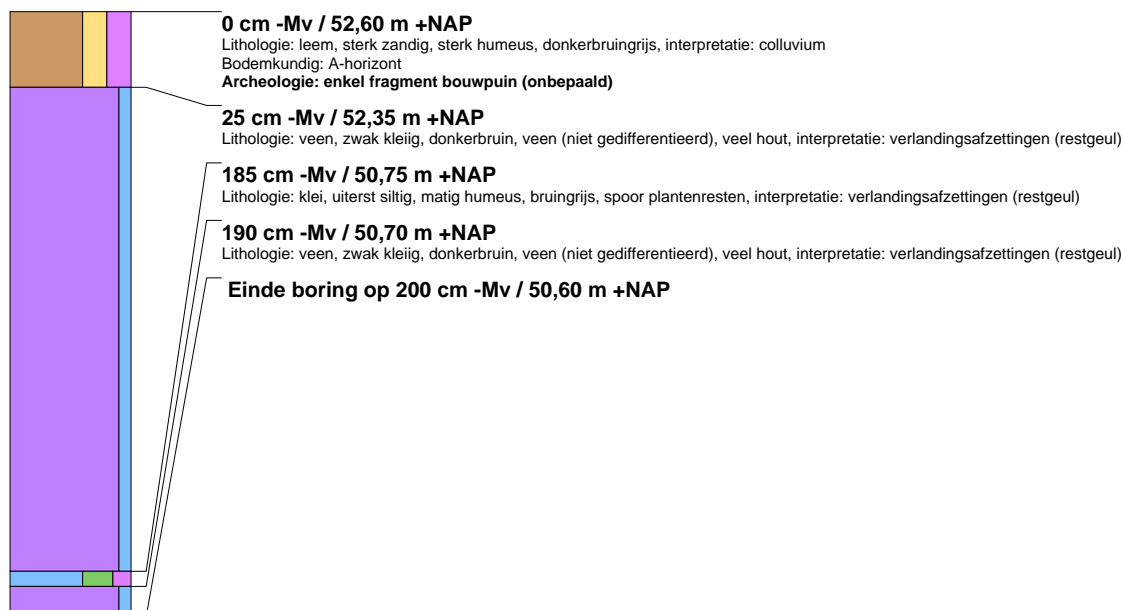 0 cm -Mv / 52,60 m +NAP
Lithologie: leem, sterk zandig, sterk humeus, donkerbruingrijs, interpretatie: colluvium
Bodemkundig: A-horizont
Archeologie: enkel fragment bouwpuin (onbepaald)
25 cm -Mv / 52,35 m +NAP
Lithologie: veen, zwak kleiig, donkerbruin, veen (niet gedifferentieerd), veel hout, interpretatie: verlandingsafzettingen (restgeul)
185 cm -Mv / 50,75 m +NAP
Lithologie: klei, uiterst siltig, matig humeus, bruingrijs, spoor plantenresten, interpretatie: verlandingsafzettingen (restgeul)
190 cm -Mv / 50,70 m +NAP
Lithologie: veen, zwak kleiig, donkerbruin, veen (niet gedifferentieerd), veel hout, interpretatie: verlandingsafzettingen (restgeul)
Einde boring op 200 cm -Mv / 50,60 m +NAP